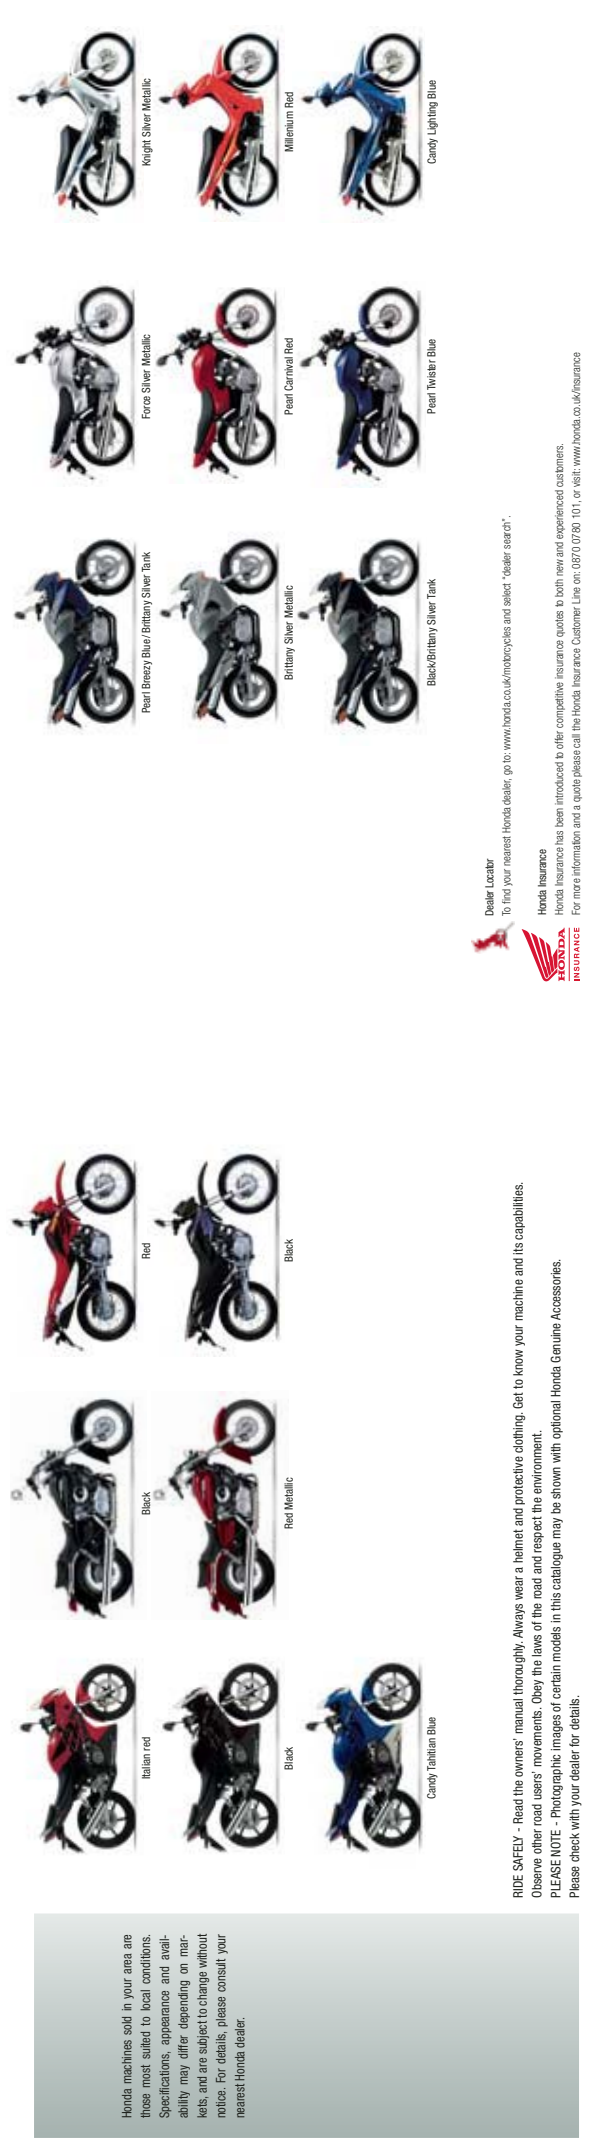 Honda machines sold in your area are
those most suited to local conditions.
Specifications, appearance and avail-
ability may differ depending on mar-
kets, and are subject to change without
notice. For details, please consult your
nearest Honda dealer.
Italian red
Black
Candy Tahitian Blue
Black
Red Metallic
Red
Black
RIDE SAFELY - Read the owners' manual thoroughly. Always wear a helmet and protective clothing. Get to know your machine and its capabilities.
Observe other road users' movements. Obey the laws of the road and respect the environment.
PLEASE NOTE - Photographic images of certain models in this catalogue may be shown with optional Honda Genuine Accessories.
Please check with your dealer for details.
Pearl Breezy Blue / Brittany Silver Tank
Brittany Silver Metallic
Black/Brittany Silver Tank
Force Silver Metallic
Pearl Carnival Red
Pearl Twister Blue
Knight Silver Metallic
Millenium Red
Candy Lighting Blue
Dealer Locator
To find your nearest Honda dealer, go to: www.honda.co.uk/motorcycles and select "dealer search".
HONDA
INSURANCE
Honda Insurance
Honda Insurance has been introduced to offer competitive insurance quotes to both new and experienced customers.
For more information and a quote please call the Honda Insurance Customer Line on: 0870 0780 101, or visit: www.honda.co.uk/insurance